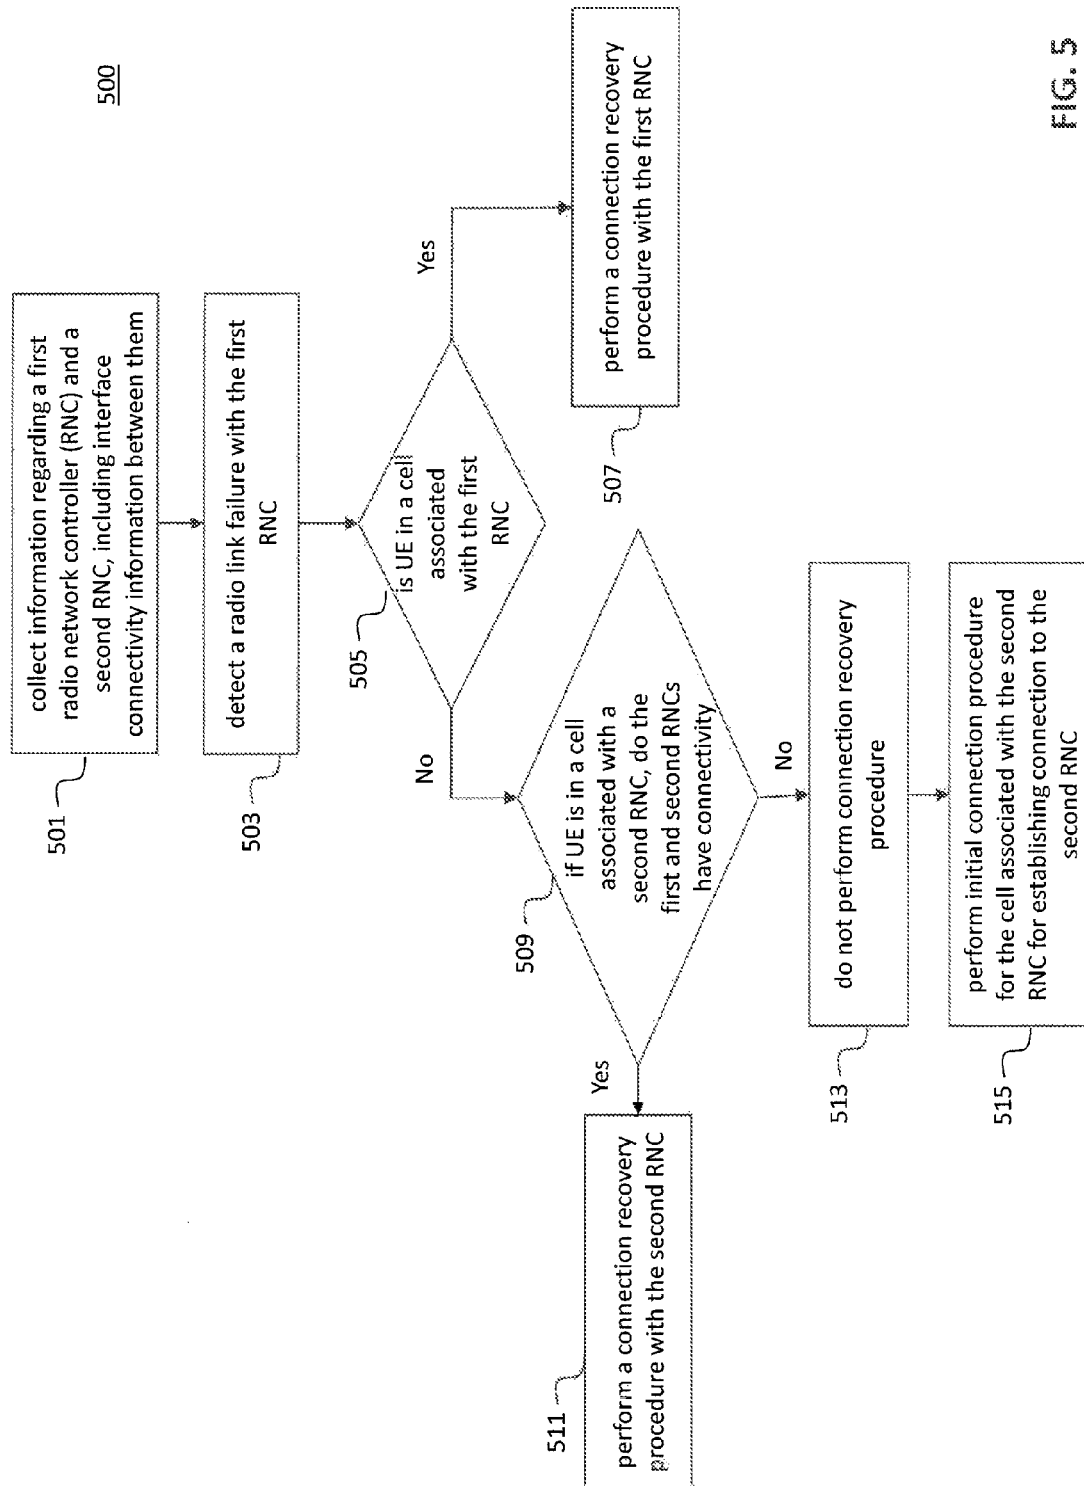 500
501
collect information regarding a first
radio network controller (RNC) and a
second RNC, including interface
connectivity information between them
503
detect a radio link failure with the first
RNC
505
is UE in a cell
associated
with the first
RNC
Yes
507
perform a connection recovery
procedure with the first RNC
No
509
if UE is in a cell
associated with a
second RNC, do the
first and second RNCs
have connectivity
Yes
511
perform a connection recovery
procedure with the second RNC
No
513
do not perform connection recovery
procedure
515
perform initial connection procedure
for the cell associated with the second
RNC for establishing connection to the
second RNC
FIG. 5